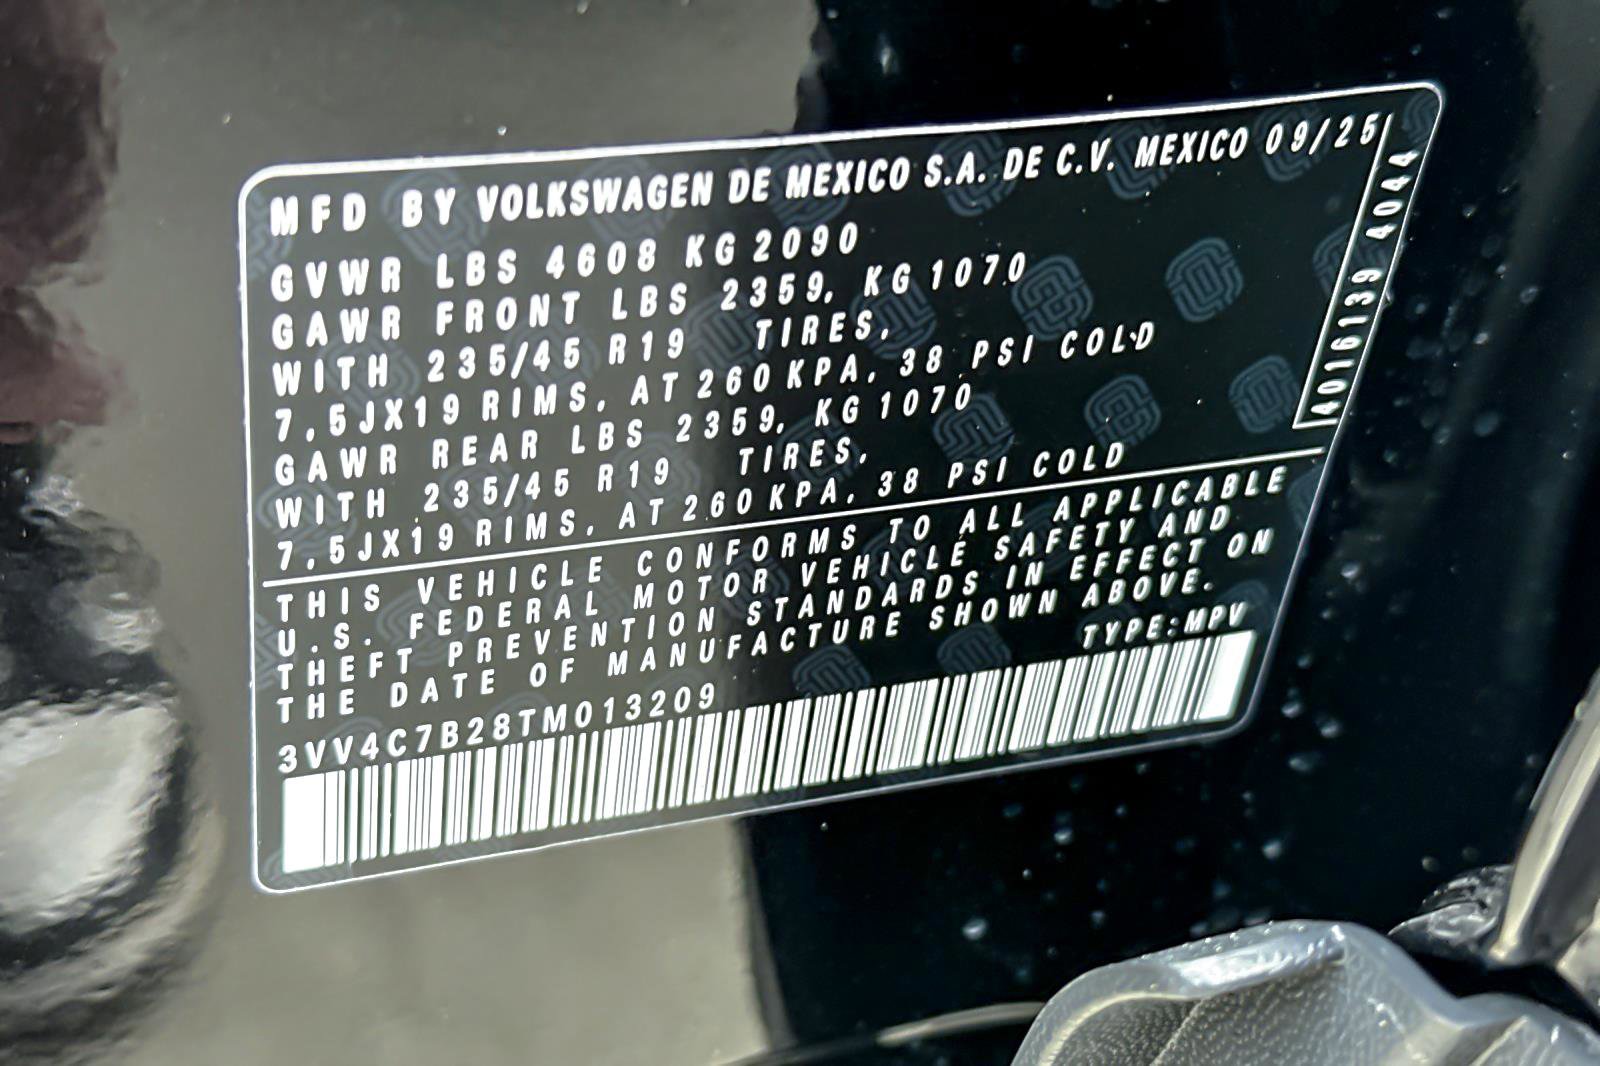 MFD BY VOLKSWAGEN DE MEXICO S.A. DE C.V. MEXICO 09/25
GVWR LBS 4608 KG 2090
GAWR FRONT LBS 2359, KG 1070
WITH 235/45 R19 TIRES,
7,5JX19 RIMS, AT 260 KPA, 38 PSI COLD
GAWR REAR LBS 2359, KG 1070
WITH 235/45 R19 TIRES,
7,5JX19 RIMS, AT 260 KPA, 38 PSI COLD
THIS VEHICLE CONFORMS TO ALL APPLICABLE
U.S. FEDERAL MOTOR VEHICLE SAFETY AND
THEFT PREVENTION STANDARDS IN EFFECT ON
THE DATE OF MANUFACTURE SHOWN ABOVE.
TYPE:MPV
3VV4C7B28TM013209
4016139 4044